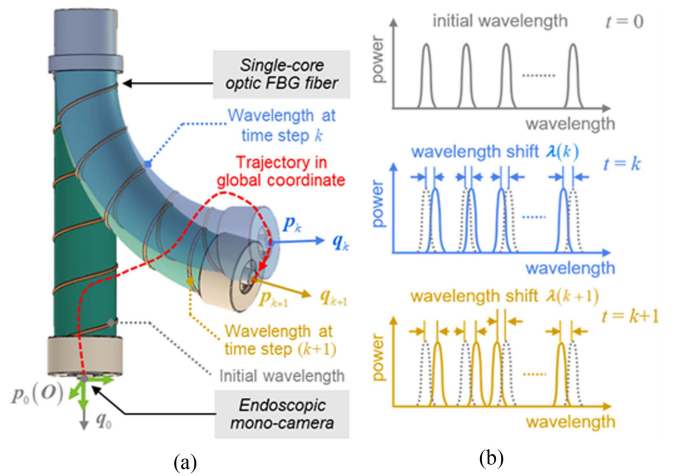 Single-core
optic FBG fiber
Wavelength at
time step k
Trajectory in
global coordinate
p_k
q_k
p_{k+1}
q_{k+1}
Wavelength at
time step (k+1)
Initial wavelength
p_0(O)
q_0
Endoscopic
mono-camera
(a)
(b)
initial wavelength
t = 0
power
wavelength
wavelength shift λ(k)
t = k
power
wavelength
wavelength shift λ(k+1)
t = k+1
power
wavelength